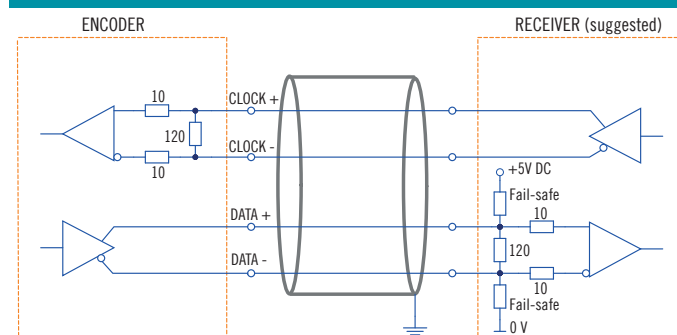 ENCODER
RECEIVER (suggested)
10
CLOCK +
120
CLOCK -
10
+5V DC
Fail-safe
DATA +
10
120
DATA -
10
Fail-safe
0 V